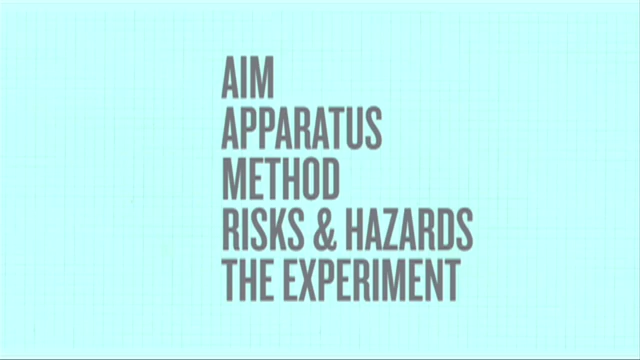 AIM
APPARATUS
METHOD
RISKS & HAZARDS
THE EXPERIMENT